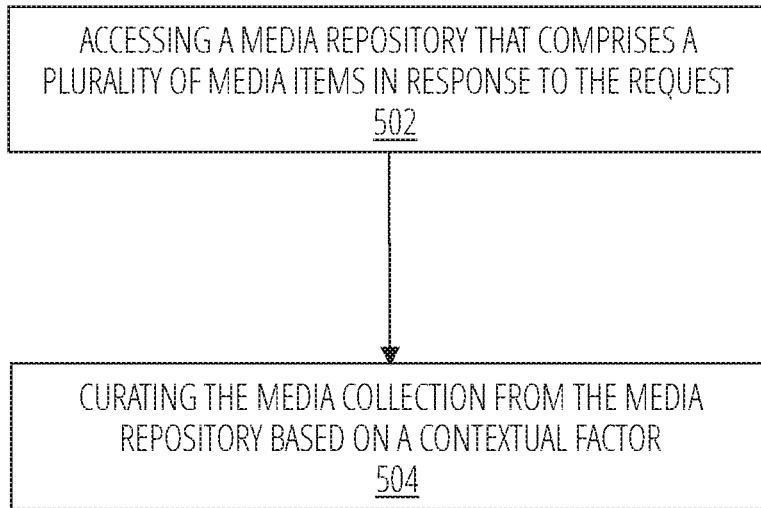 ACCESSING A MEDIA REPOSITORY THAT COMPRISES A
PLURALITY OF MEDIA ITEMS IN RESPONSE TO THE REQUEST
502
CURATING THE MEDIA COLLECTION FROM THE MEDIA
REPOSITORY BASED ON A CONTEXTUAL FACTOR
504